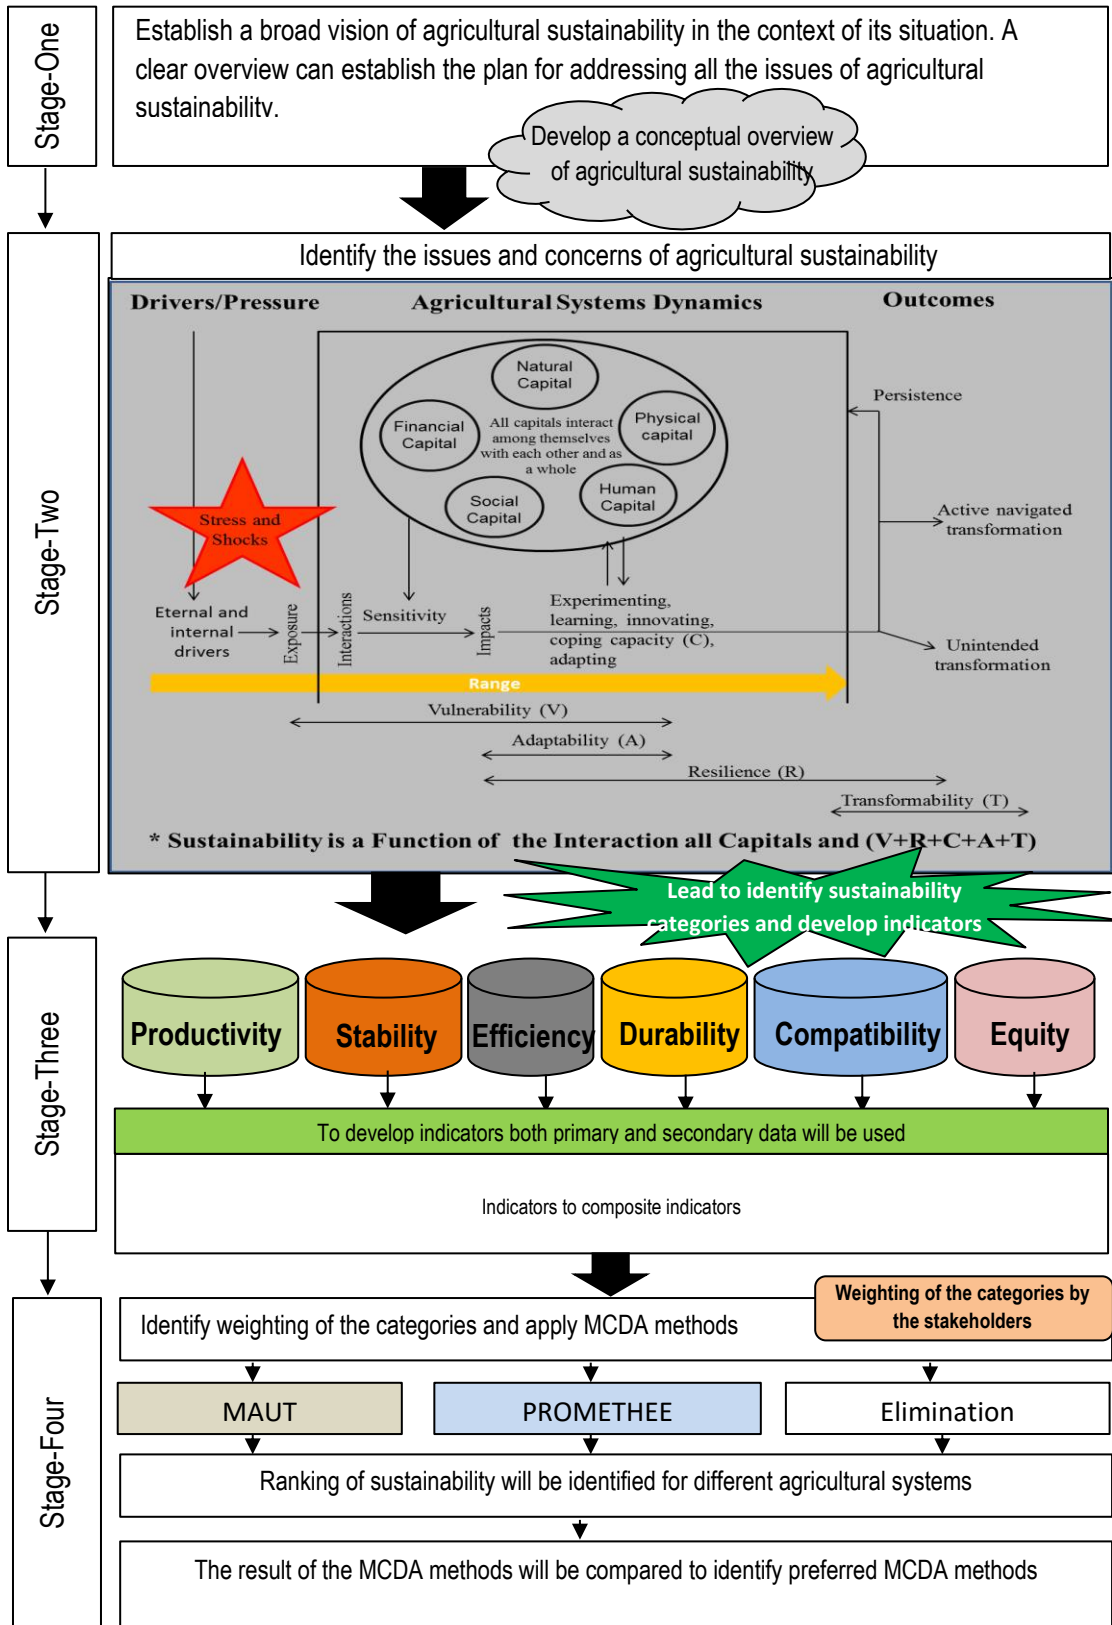 Stage-One
Establish a broad vision of agricultural sustainability in the context of its situation. A
clear overview can establish the plan for addressing all the issues of agricultural
sustainability.
Develop a conceptual overview
of agricultural sustainability
Stage-Two
Identify the issues and concerns of agricultural sustainability
Drivers/Pressure
Agricultural Systems Dynamics
Outcomes
Natural
Capital
Financial
Capital
All capitals interact
among themselves
with each other and as
a whole
Physical
capital
Social
Capital
Human
Capital
Persistence
Stress and
Shocks
Active navigated
transformation
Eternal and
internal
drivers
Exposure
Interactions
Sensitivity
Impacts
Experimenting,
learning, innovating,
coping capacity (C),
adapting
Unintended
transformation
Range
Vulnerability (V)
Adaptability (A)
Resilience (R)
Transformability (T)
* Sustainability is a Function of the Interaction all Capitals and (V+R+C+A+T)
Lead to identify sustainability
categories and develop indicators
Stage-Three
Productivity
Stability
Efficiency
Durability
Compatibility
Equity
To develop indicators both primary and secondary data will be used
Indicators to composite indicators
Stage-Four
Weighting of the categories by
the stakeholders
Identify weighting of the categories and apply MCDA methods
MAUT
PROMETHEE
Elimination
Ranking of sustainability will be identified for different agricultural systems
The result of the MCDA methods will be compared to identify preferred MCDA methods